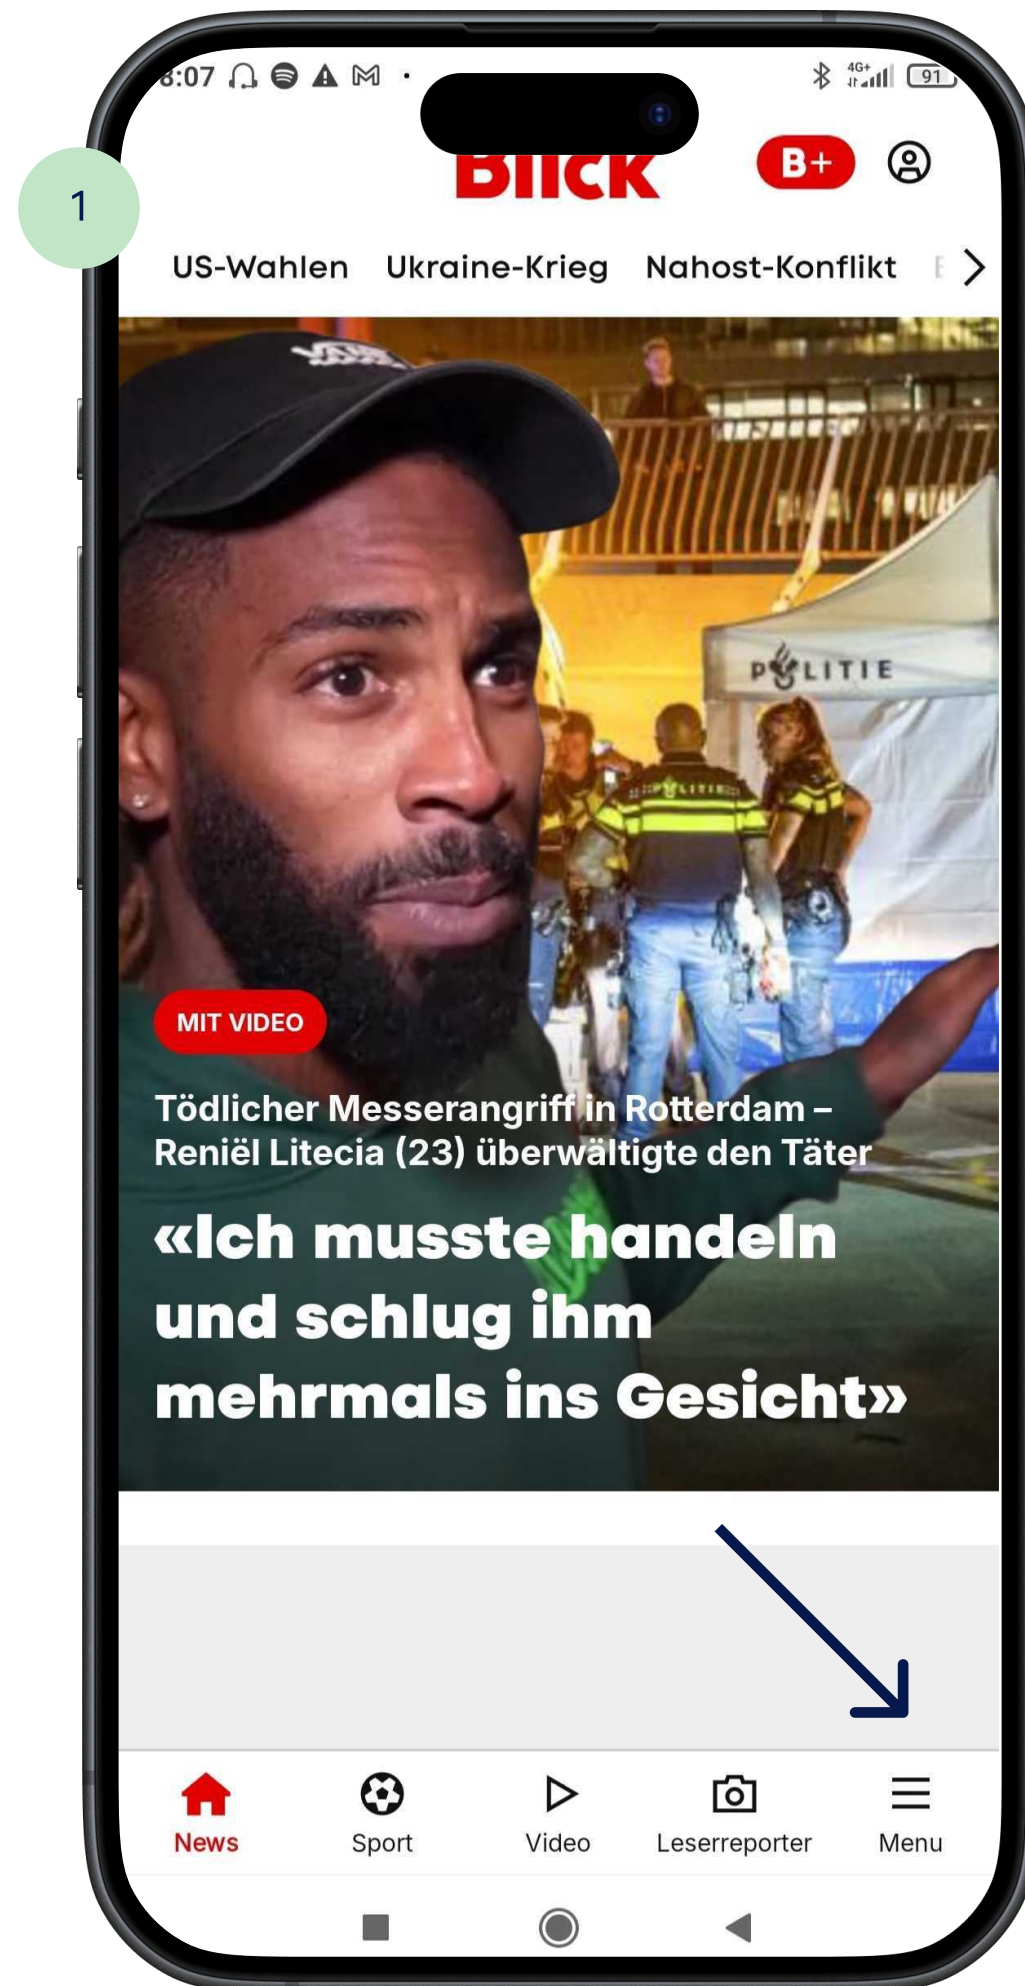 8:07
4G+
91
1
Blick
B+
US-Wahlen Ukraine-Krieg Nahost-Konflikt
POLITIE
POLITIE
MIT VIDEO
Tödlicher Messerangriff in Rotterdam –
Reniël Litecia (23) überwältigte den Täter
«Ich musste handeln
und schlug ihm
mehrmals ins Gesicht»
News Sport Video Leserreporter Menu